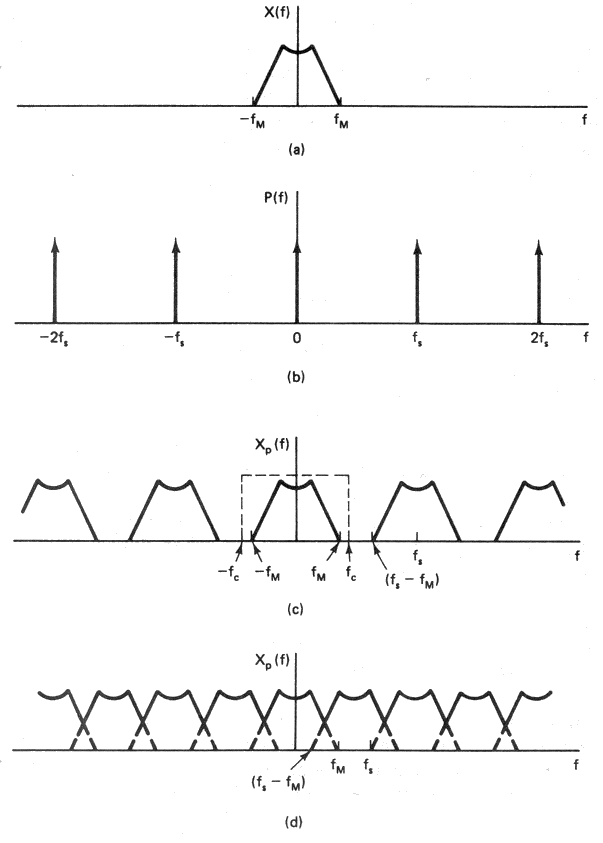 X(f)
−f_M f_M f
(a)
P(f)
−2f_s −f_s 0 f_s 2f_s f
(b)
X_p(f)
−f_c −f_M f_M f_c (f_s − f_M) f_s f
(c)
X_p(f)
(f_s − f_M) f_M f_s f
(d)